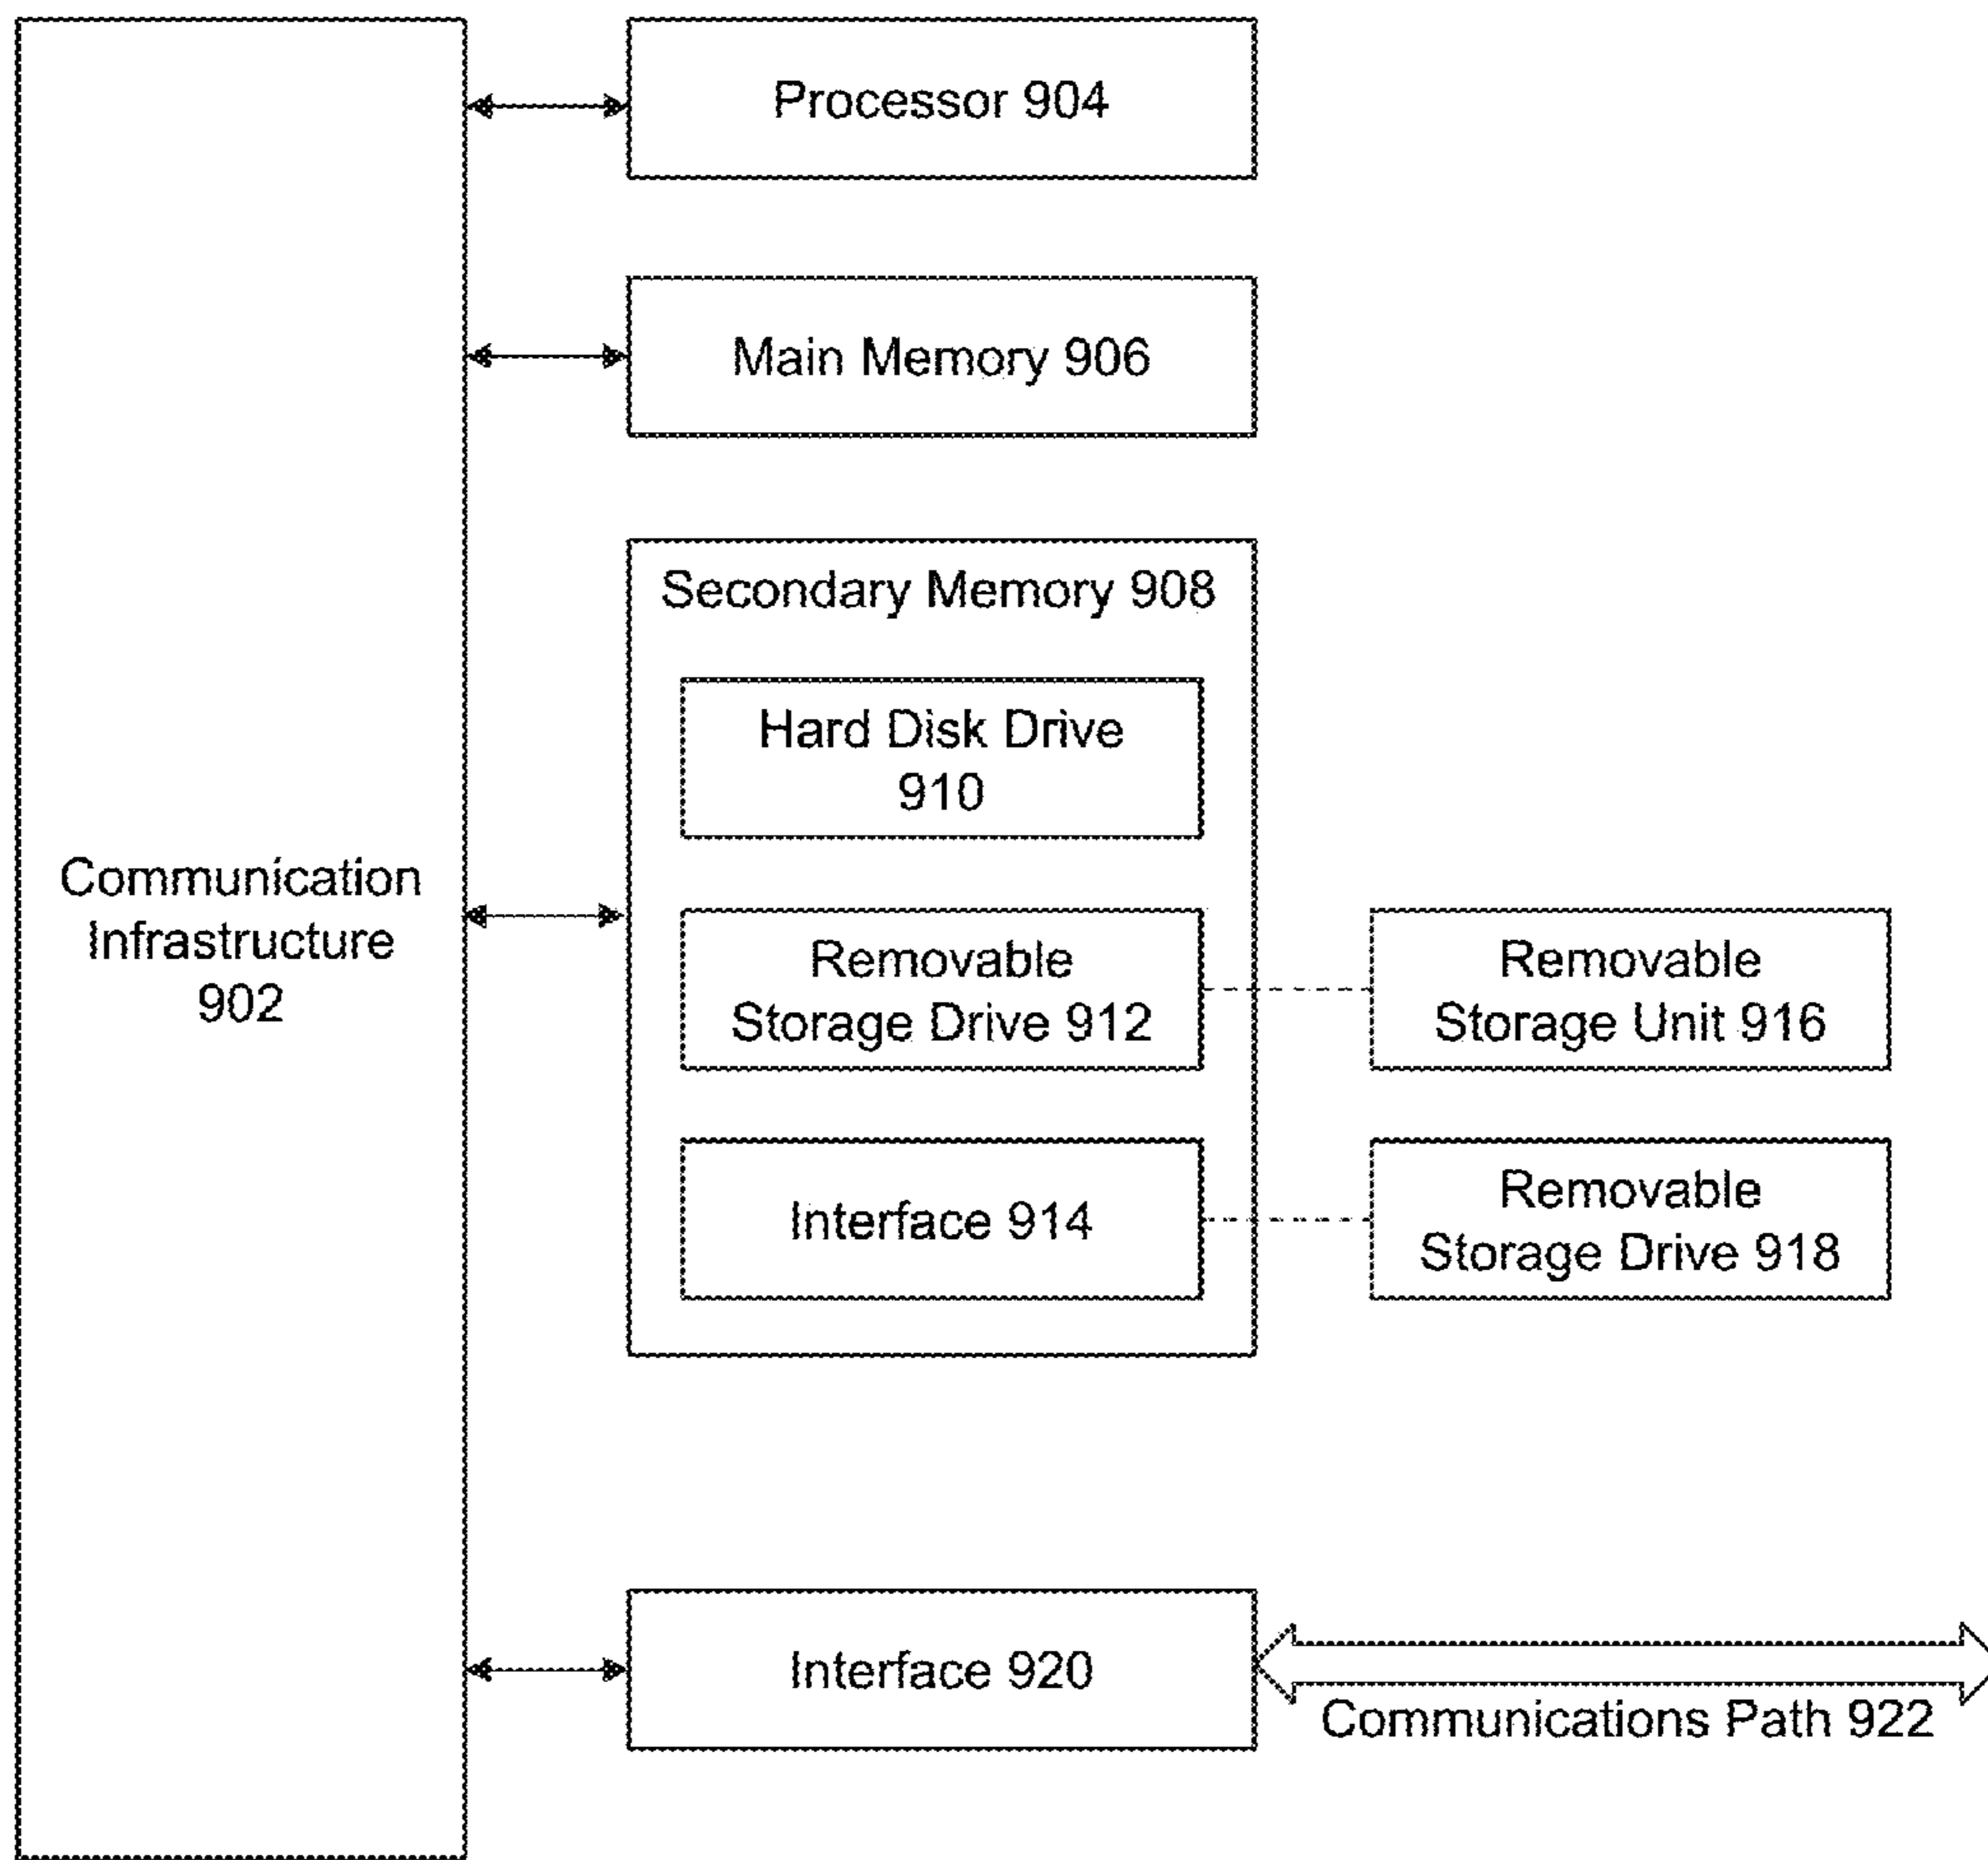 Processor 904
Main Memory 906
Secondary Memory 908
Hard Disk Drive
910
Communication
Infrastructure
902
Removable
Storage Drive 912
Removable
Storage Unit 916
Interface 914
Removable
Storage Drive 918
Interface 920
Communications Path 922